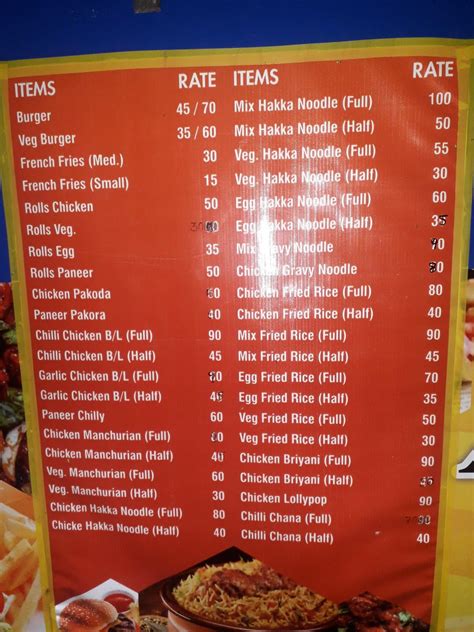 ITEMS RATE
Burger 45 / 70
Veg Burger 35 / 60
French Fries (Med.) 30
French Fries (Small) 15
Rolls Chicken 50
Rolls Veg.
Rolls Egg 35
Rolls Paneer 50
Chicken Pakoda 60
Paneer Pakora 40
Chilli Chicken B/L (Full) 90
Chilli Chicken B/L (Half) 45
Garlic Chicken B/L (Full)
Garlic Chicken B/L (Half)
Paneer Chilly 60
Chicken Manchurian (Full)
Chicken Manchurian (Half) 40
Veg. Manchurian (Full) 60
Veg. Manchurian (Half) 30
Chicken Hakka Noodle (Full) 80
Chicke Hakka Noodle (Half) 40
ITEMS RATE
Mix Hakka Noodle (Full) 100
Mix Hakka Noodle (Half) 50
Veg. Hakka Noodle (Full) 55
Veg. Hakka Noodle (Half) 30
Egg Hakka Noodle (Full) 60
Egg Hakka Noodle (Half)
Mix Gravy Noodle
Chicken Gravy Noodle
Chicken Fried Rice (Full) 80
Chicken Fried Rice (Half) 40
Mix Fried Rice (Full) 90
Mix Fried Rice (Half) 45
Egg Fried Rice (Full) 70
Egg Fried Rice (Half) 35
Veg Fried Rice (Full) 50
Veg Fried Rice (Half) 30
Chicken Briyani (Full) 90
Chicken Briyani (Half)
Chicken Lollypop 90
Chilli Chana (Full)
Chilli Chana (Half) 40